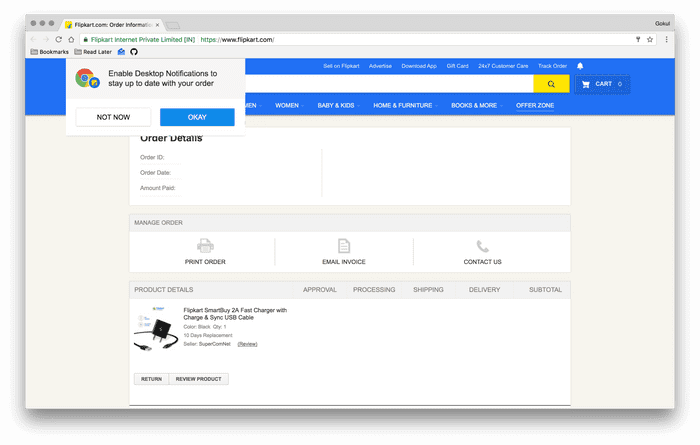 Flipkart.com: Order Informatio
Gokul
Flipkart Internet Private Limited [IN]
https://www.flipkart.com/
Bookmarks
Read Later
Sell on Flipkart
Advertise
Download App
Gift Card
24x7 Customer Care
Track Order
Enable Desktop Notifications to
stay up to date with your order
NOT NOW
OKAY
CART 0
MEN
WOMEN
BABY & KIDS
HOME & FURNITURE
BOOKS & MORE
OFFER ZONE
Order Details
Order ID:
Order Date:
Amount Paid:
MANAGE ORDER
PRINT ORDER
EMAIL INVOICE
CONTACT US
PRODUCT DETAILS
APPROVAL
PROCESSING
SHIPPING
DELIVERY
SUBTOTAL
Flipkart SmartBuy 2A Fast Charger with
Charge & Sync USB Cable
Color: Black Qty: 1
10 Days Replacement
Seller: SuperComNet (Review)
RETURN
REVIEW PRODUCT